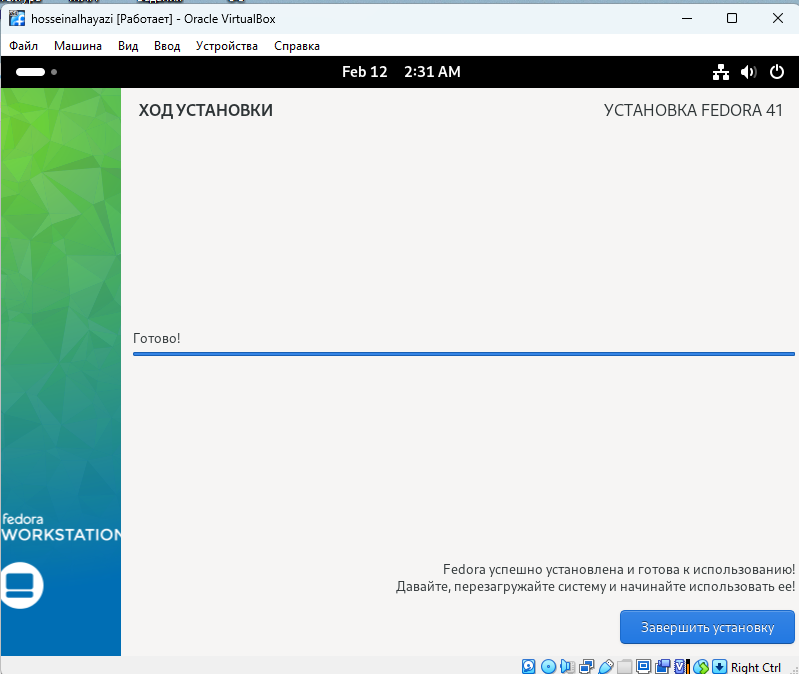 hosseinalhayazi [Работает] - Oracle VirtualBox
Файл Машина Вид Ввод Устройства Справка
Feb 12 2:31 AM
ХОД УСТАНОВКИ
УСТАНОВКА FEDORA 41
Готово!
fedora
WORKSTATION
Fedora успешно установлена и готова к использованию!
Давайте, перезагружайте систему и начинайте использовать ее!
Завершить установку
Right Ctrl